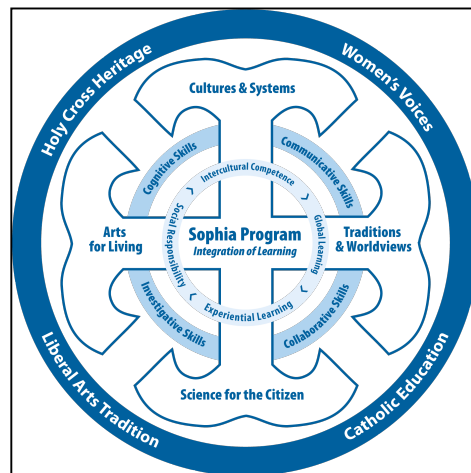 Holy Cross Heritage
Women's Voices
Cultures & Systems
Cognitive Skills
Communicative Skills
Intercultural Competence
Social Responsibility
Global Learning
Arts
for Living
Sophia Program
Integration of Learning
Traditions
& Worldviews
Experiential Learning
Investigative Skills
Collaborative Skills
Science for the Citizen
Liberal Arts Tradition
Catholic Education